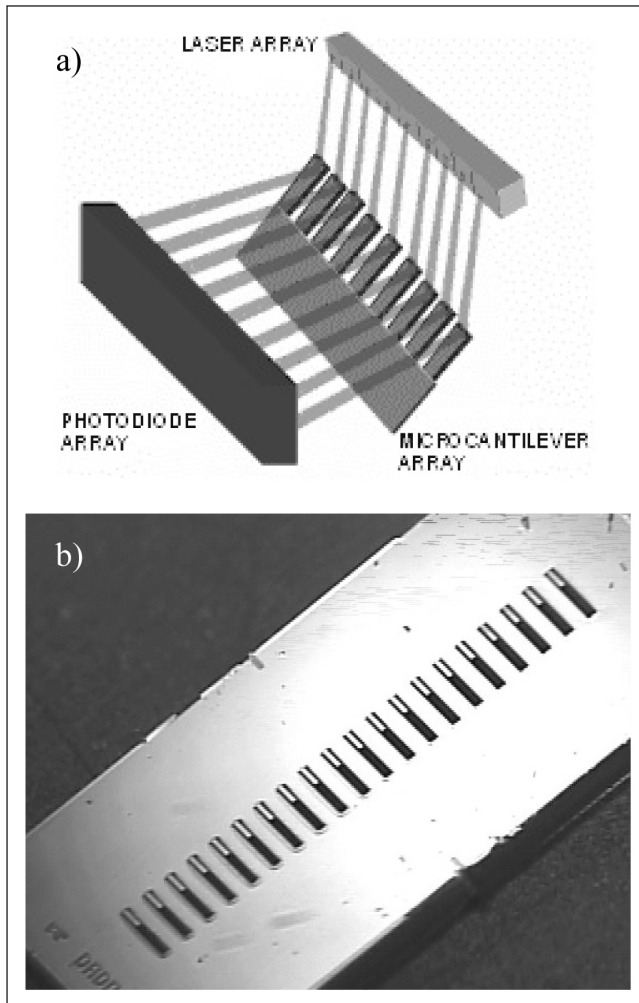 a)
LASER ARRAY
PHOTODIODE
ARRAY
MICROCANTILEVER
ARRAY
b)